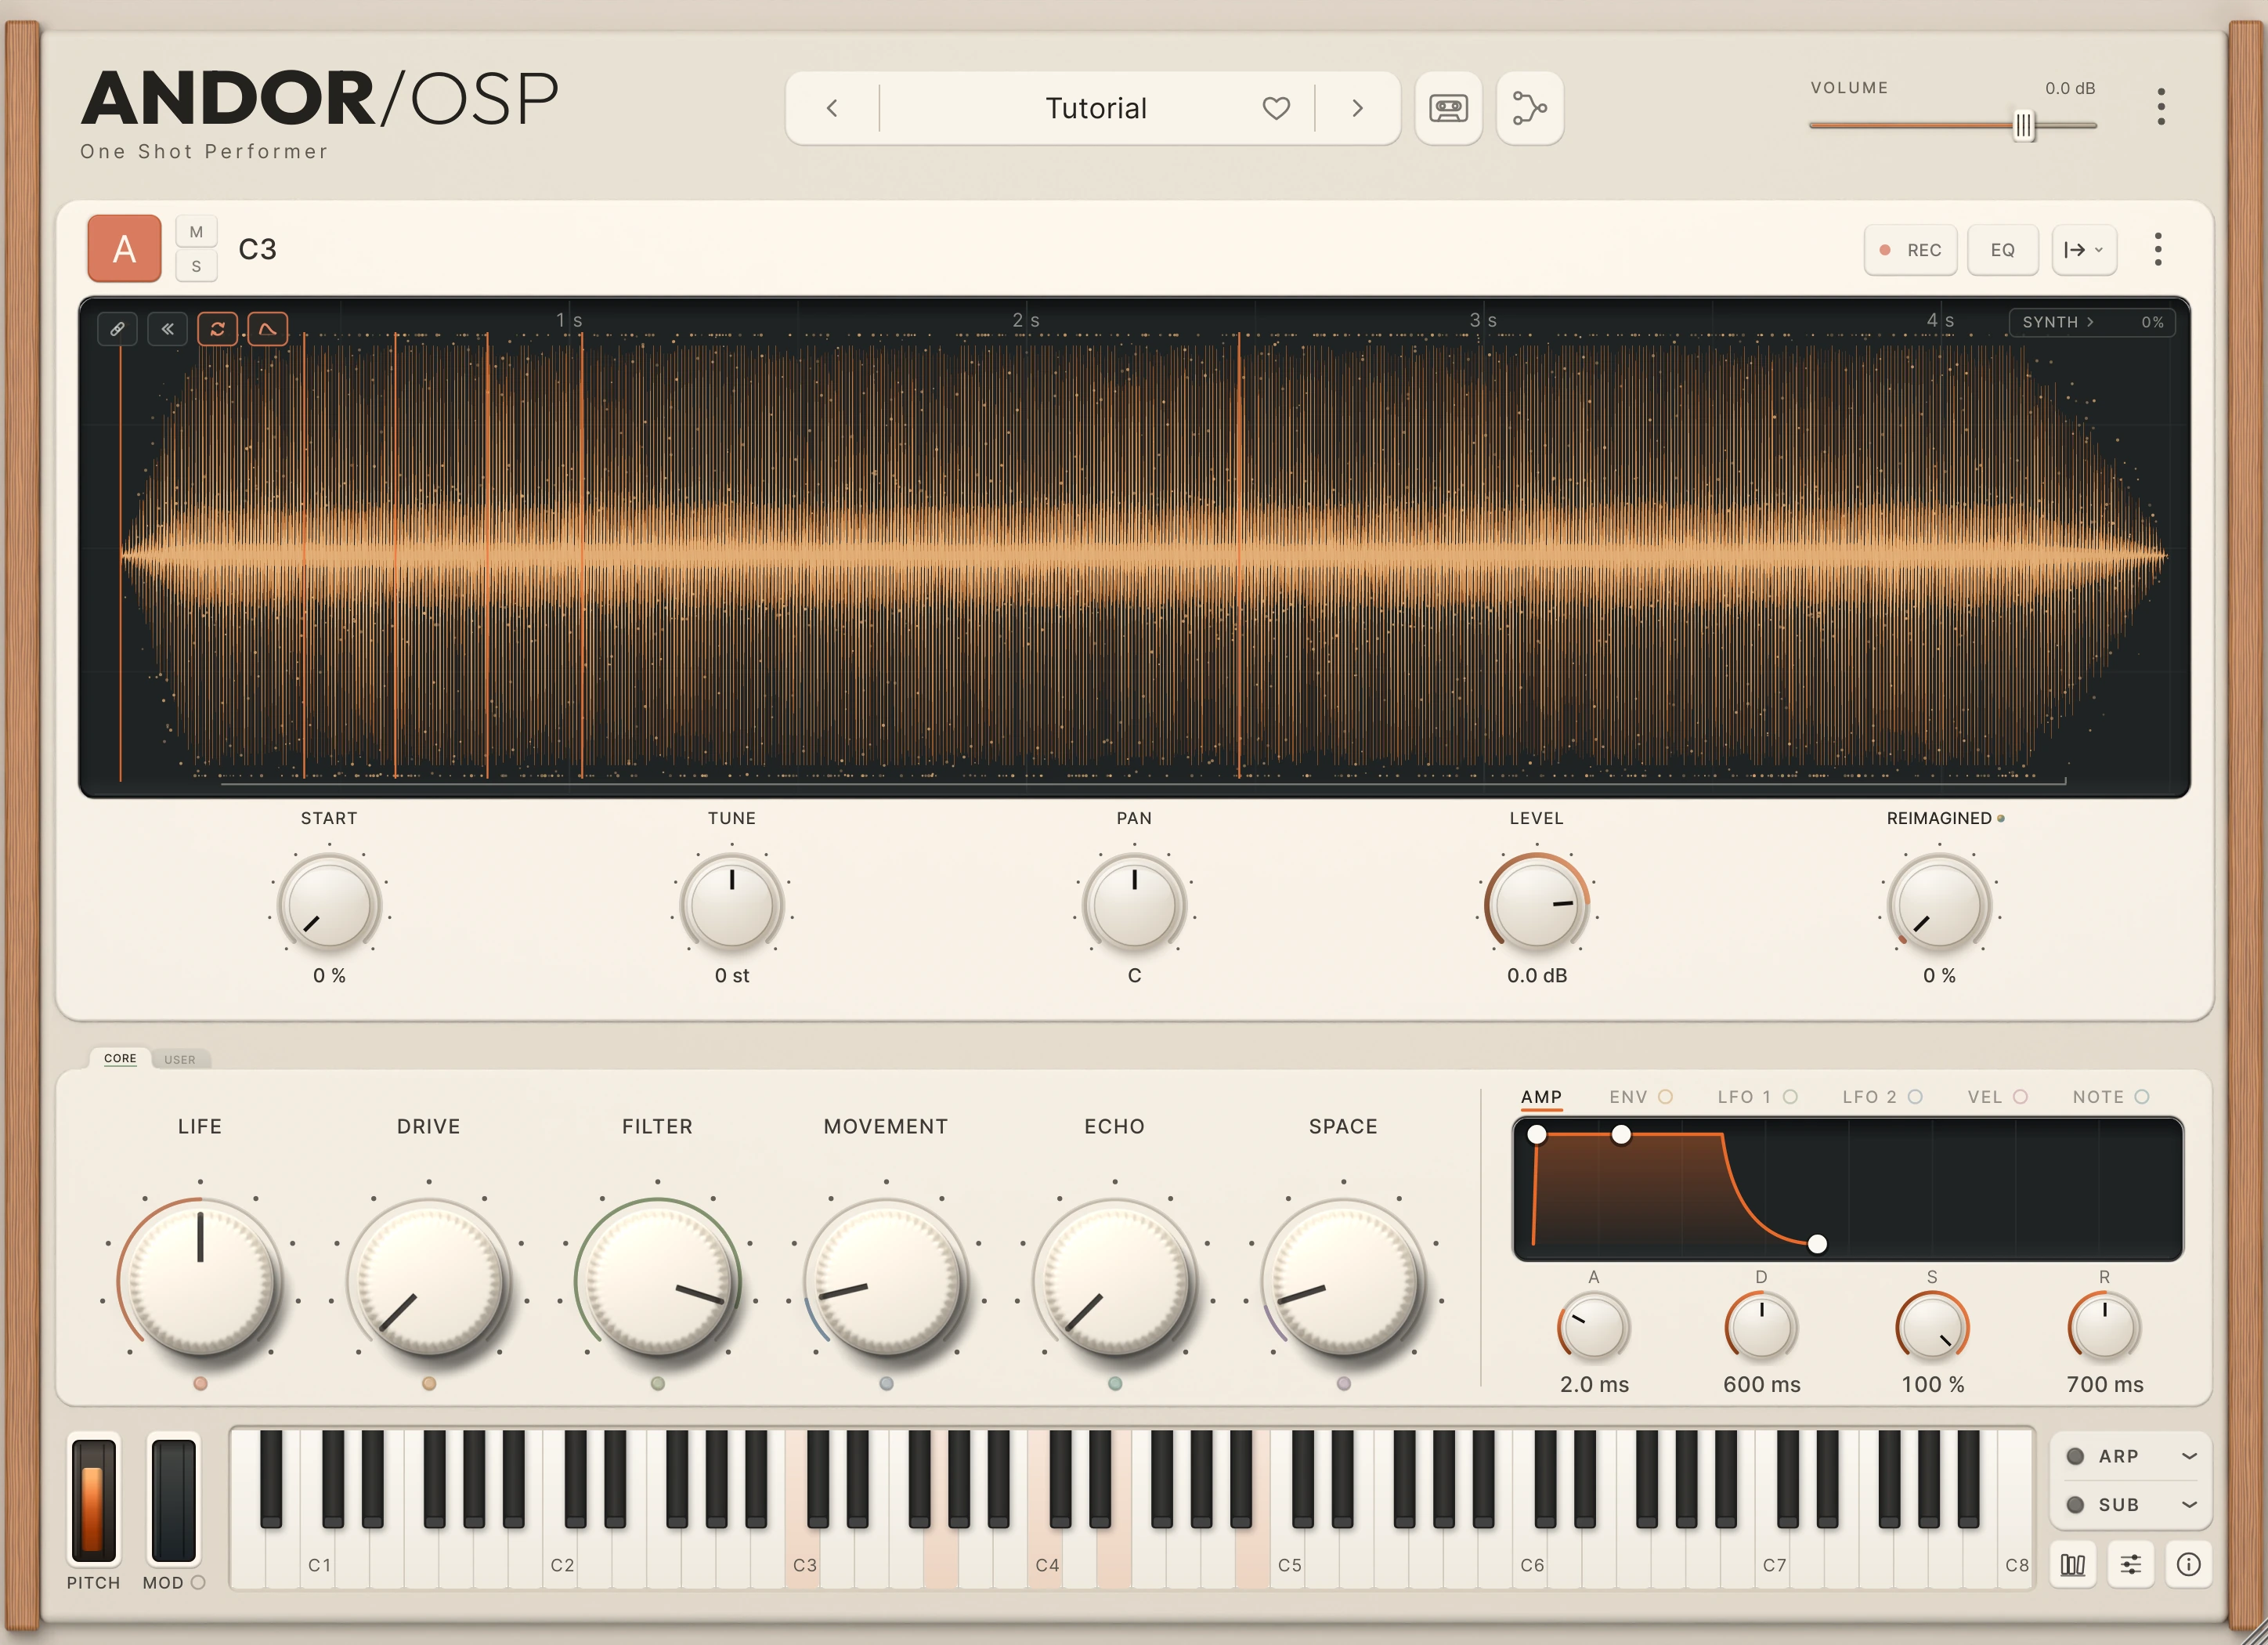 ANDOR/OSP
One Shot Performer
Tutorial
VOLUME 0.0 dB
A
M
S
C3
REC
EQ
1 s 2 s 3 s 4 s
SYNTH 0%
START TUNE PAN LEVEL REIMAGINED
0 % 0 st C 0.0 dB 0 %
CORE USER
LIFE DRIVE FILTER MOVEMENT ECHO SPACE
AMP ENV LFO 1 LFO 2 VEL NOTE
A D S R
2.0 ms 600 ms 100 % 700 ms
C1 C2 C3 C4 C5 C6 C7 C8
PITCH MOD
ARP
SUB